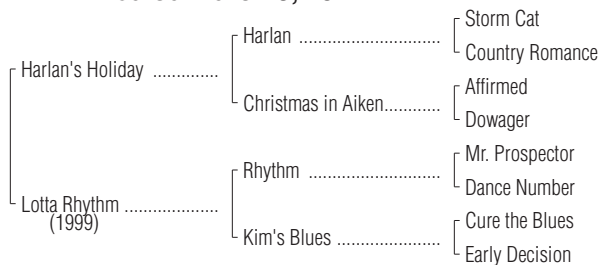 Storm Cat
Harlan ........................................
Country Romance
Harlan's Holiday ..................
Affirmed
Christmas in Aiken................
Dowager
Mr. Prospector
Rhythm .....................................
Dance Number
Lotta Rhythm .........................
(1999)
Cure the Blues
Kim's Blues .............................
Early Decision